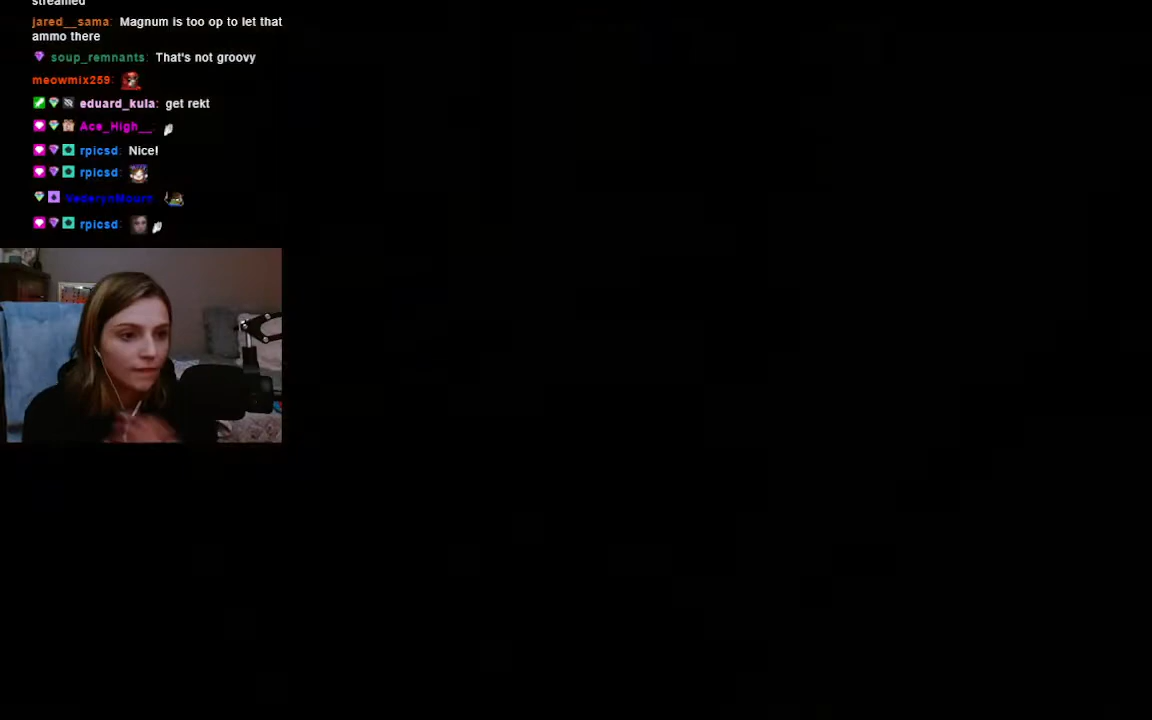 streamed
jared__sama: Magnum is too op to let that
ammo there
soup_remnants: That's not groovy
meowmix259:
eduard_kula: get rekt
Ace_High__
rpicsd: Nice!
rpicsd:
rpicsd: